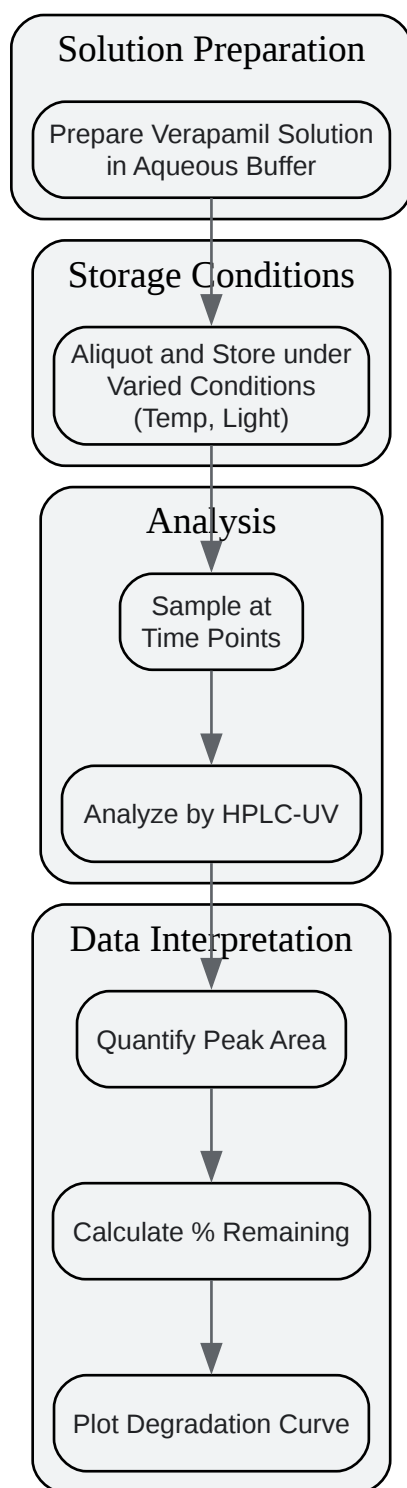 Solution Preparation
Prepare Verapamil Solution
in Aqueous Buffer
Storage Conditions
Aliquot and Store under
Varied Conditions
(Temp, Light)
Analysis
Sample at
Time Points
Analyze by HPLC-UV
Data Interpretation
Quantify Peak Area
Calculate % Remaining
Plot Degradation Curve